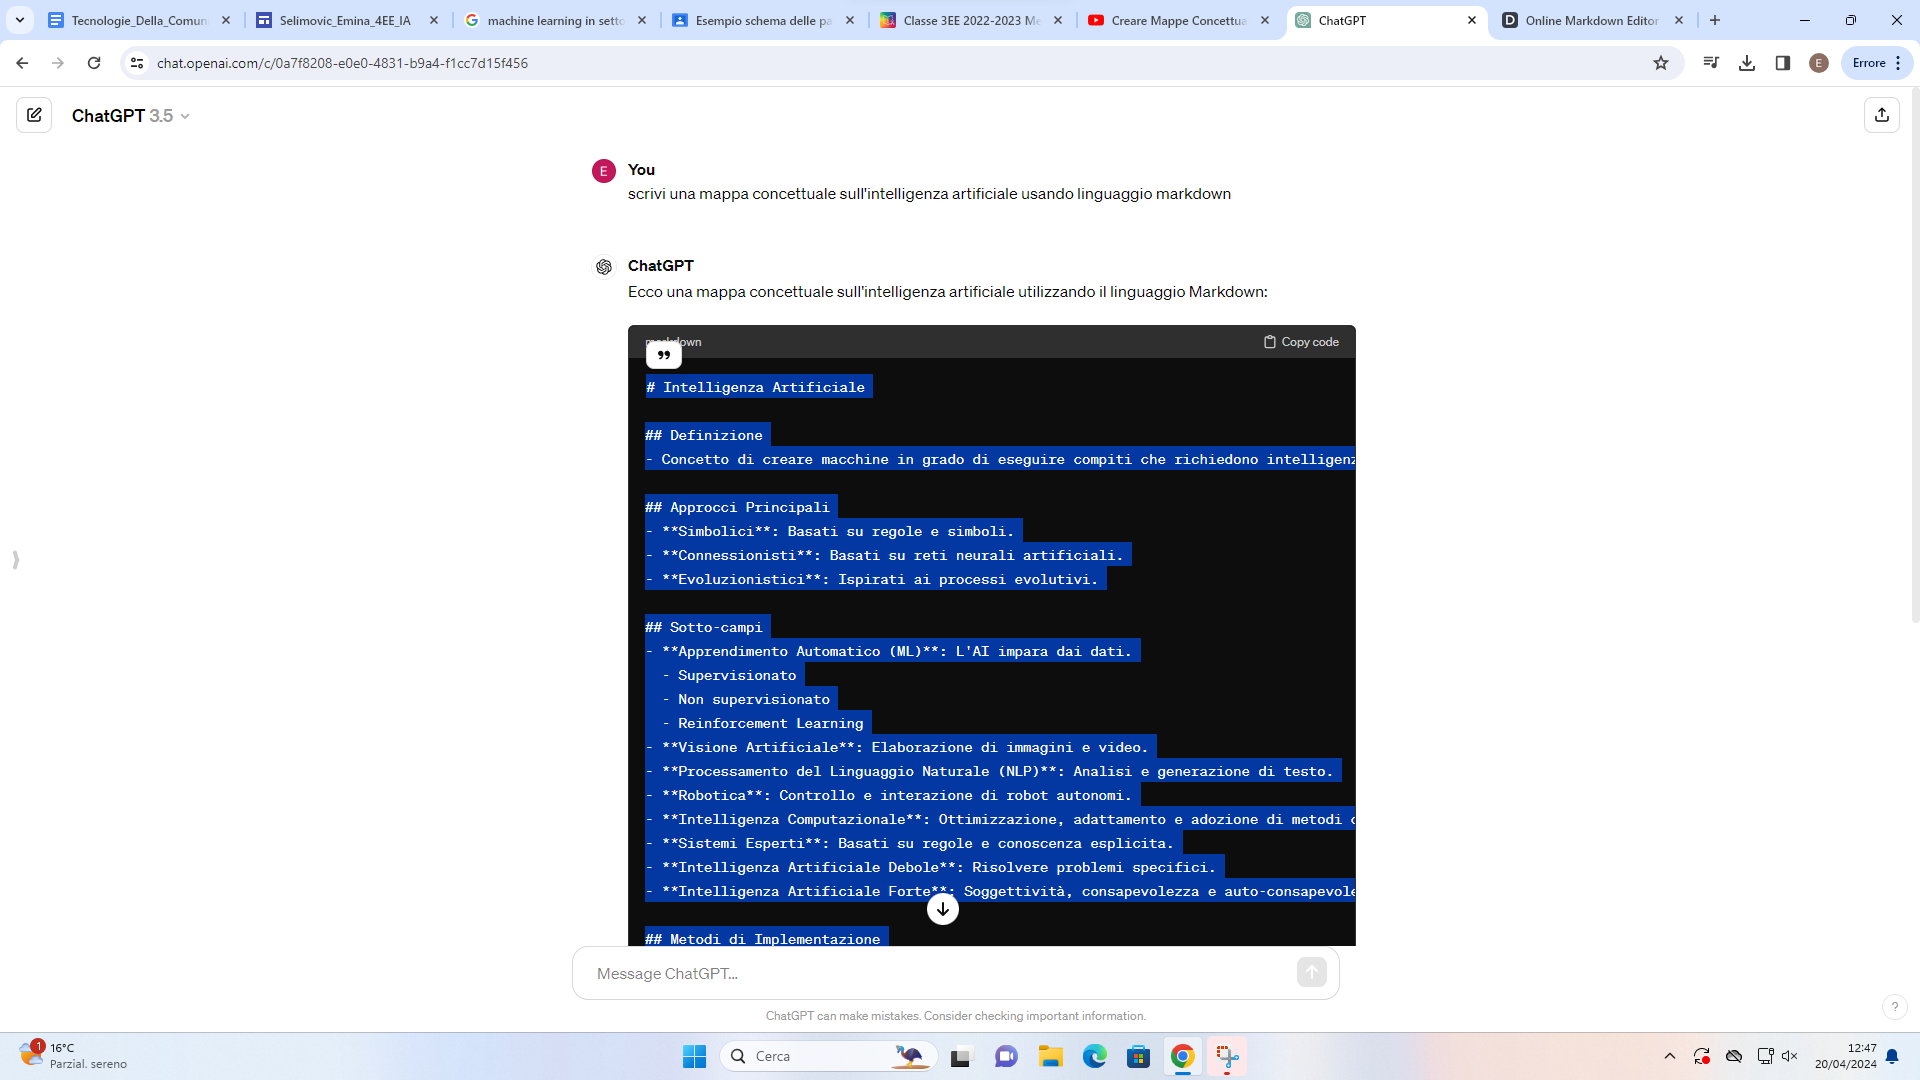 Tecnologie_Della_Comun
Selimovic_Emina_4EE_IA
machine learning in setto
Esempio schema delle pa
Classe 3EE 2022-2023 Me
Creare Mappe Concettua
ChatGPT
Online Markdown Editor
chat.openai.com/c/0a7f8208-e0e0-4831-b9a4-f1cc7d15f456
E
Errore
ChatGPT 3.5
E
You
scrivi una mappa concettuale sull'intelligenza artificiale usando linguaggio markdown
ChatGPT
Ecco una mappa concettuale sull'intelligenza artificiale utilizzando il linguaggio Markdown:
markdown
Copy code
# Intelligenza Artificiale
## Definizione
- Concetto di creare macchine in grado di eseguire compiti che richiedono intelligenz
## Approcci Principali
- **Simbolici**: Basati su regole e simboli.
- **Connessionisti**: Basati su reti neurali artificiali.
- **Evoluzionistici**: Ispirati ai processi evolutivi.
## Sotto-campi
- **Apprendimento Automatico (ML)**: L'AI impara dai dati.
- Supervisionato
- Non supervisionato
- Reinforcement Learning
- **Visione Artificiale**: Elaborazione di immagini e video.
- **Processamento del Linguaggio Naturale (NLP)**: Analisi e generazione di testo.
- **Robotica**: Controllo e interazione di robot autonomi.
- **Intelligenza Computazionale**: Ottimizzazione, adattamento e adozione di metodi
- **Sistemi Esperti**: Basati su regole e conoscenza esplicita.
- **Intelligenza Artificiale Debole**: Risolvere problemi specifici.
- **Intelligenza Artificiale Forte**: Soggettività, consapevolezza e auto-consapevole
## Metodi di Implementazione
Message ChatGPT...
ChatGPT can make mistakes. Consider checking important information.
?
1
16°C
Parzial. sereno
Cerca
12:47
20/04/2024